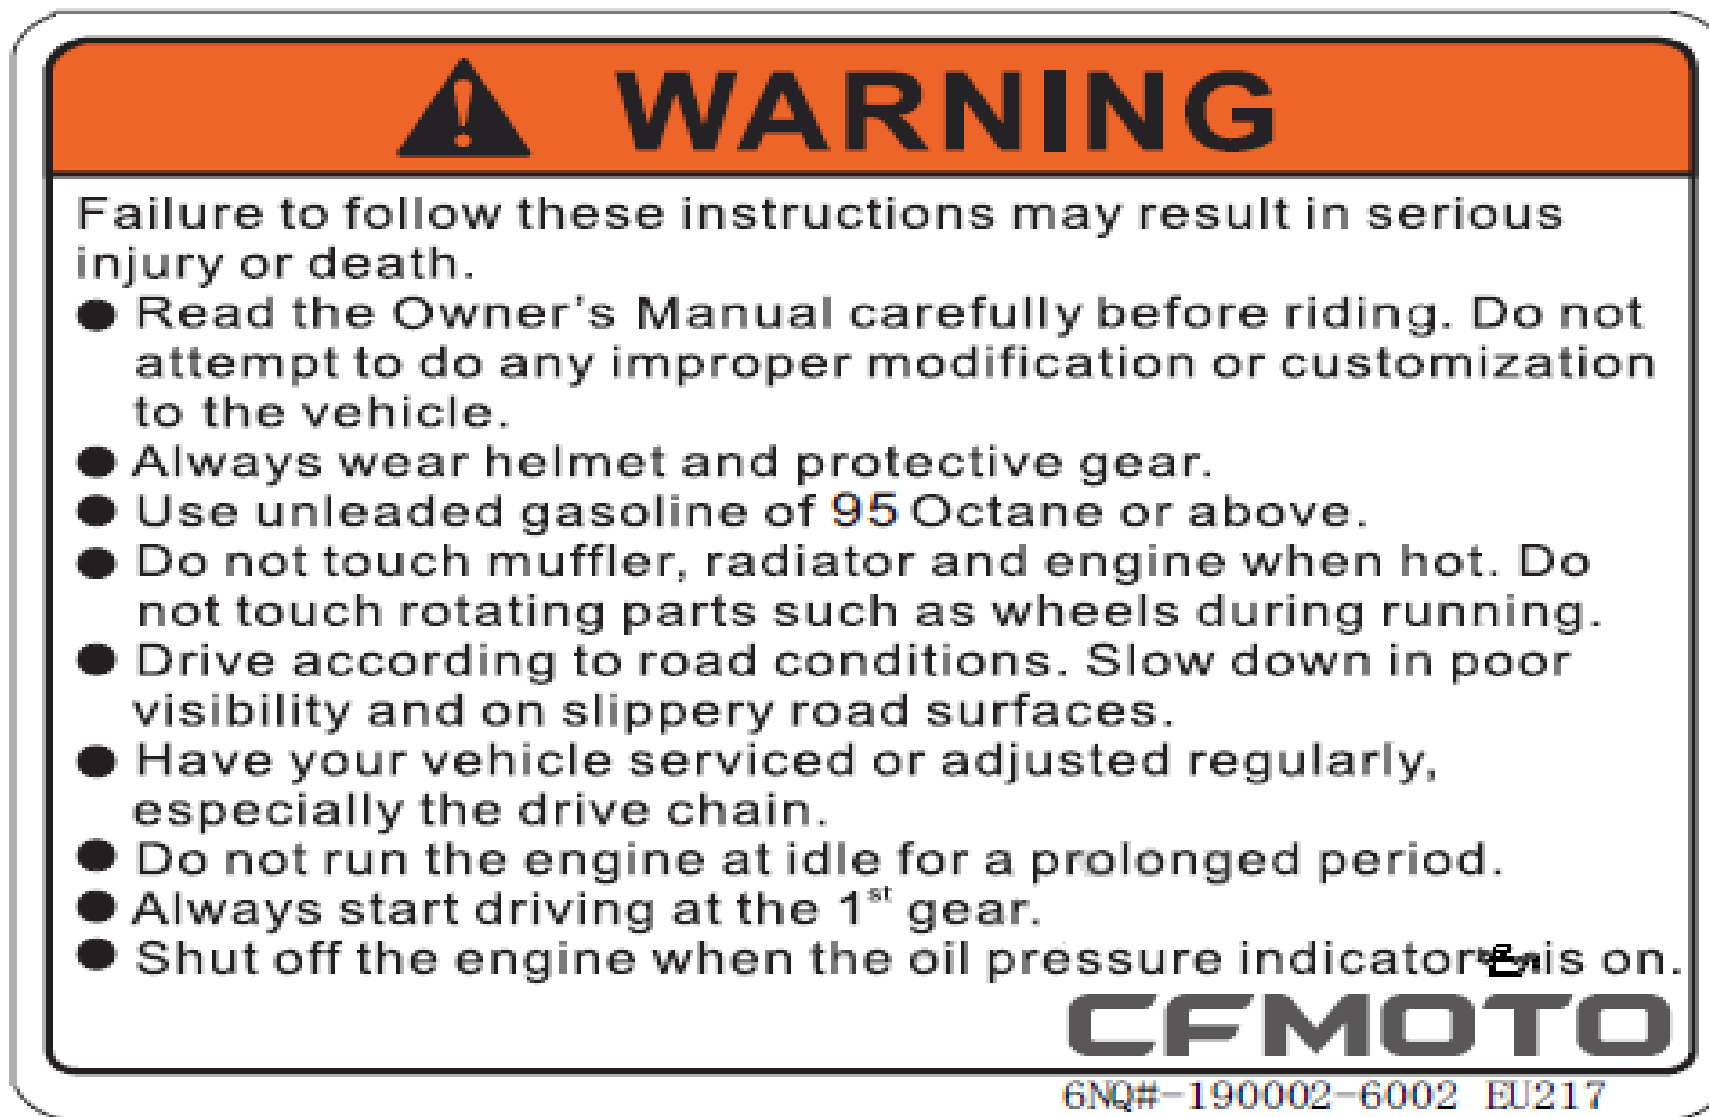 WARNING
Failure to follow these instructions may result in serious
injury or death.
● Read the Owner's Manual carefully before riding. Do not
attempt to do any improper modification or customization
to the vehicle.
● Always wear helmet and protective gear.
● Use unleaded gasoline of 95 Octane or above.
● Do not touch muffler, radiator and engine when hot. Do
not touch rotating parts such as wheels during running.
● Drive according to road conditions. Slow down in poor
visibility and on slippery road surfaces.
● Have your vehicle serviced or adjusted regularly,
especially the drive chain.
● Do not run the engine at idle for a prolonged period.
● Always start driving at the 1st gear.
● Shut off the engine when the oil pressure indicator is on.
CFMOTO
6NQ#-190002-6002 EU217